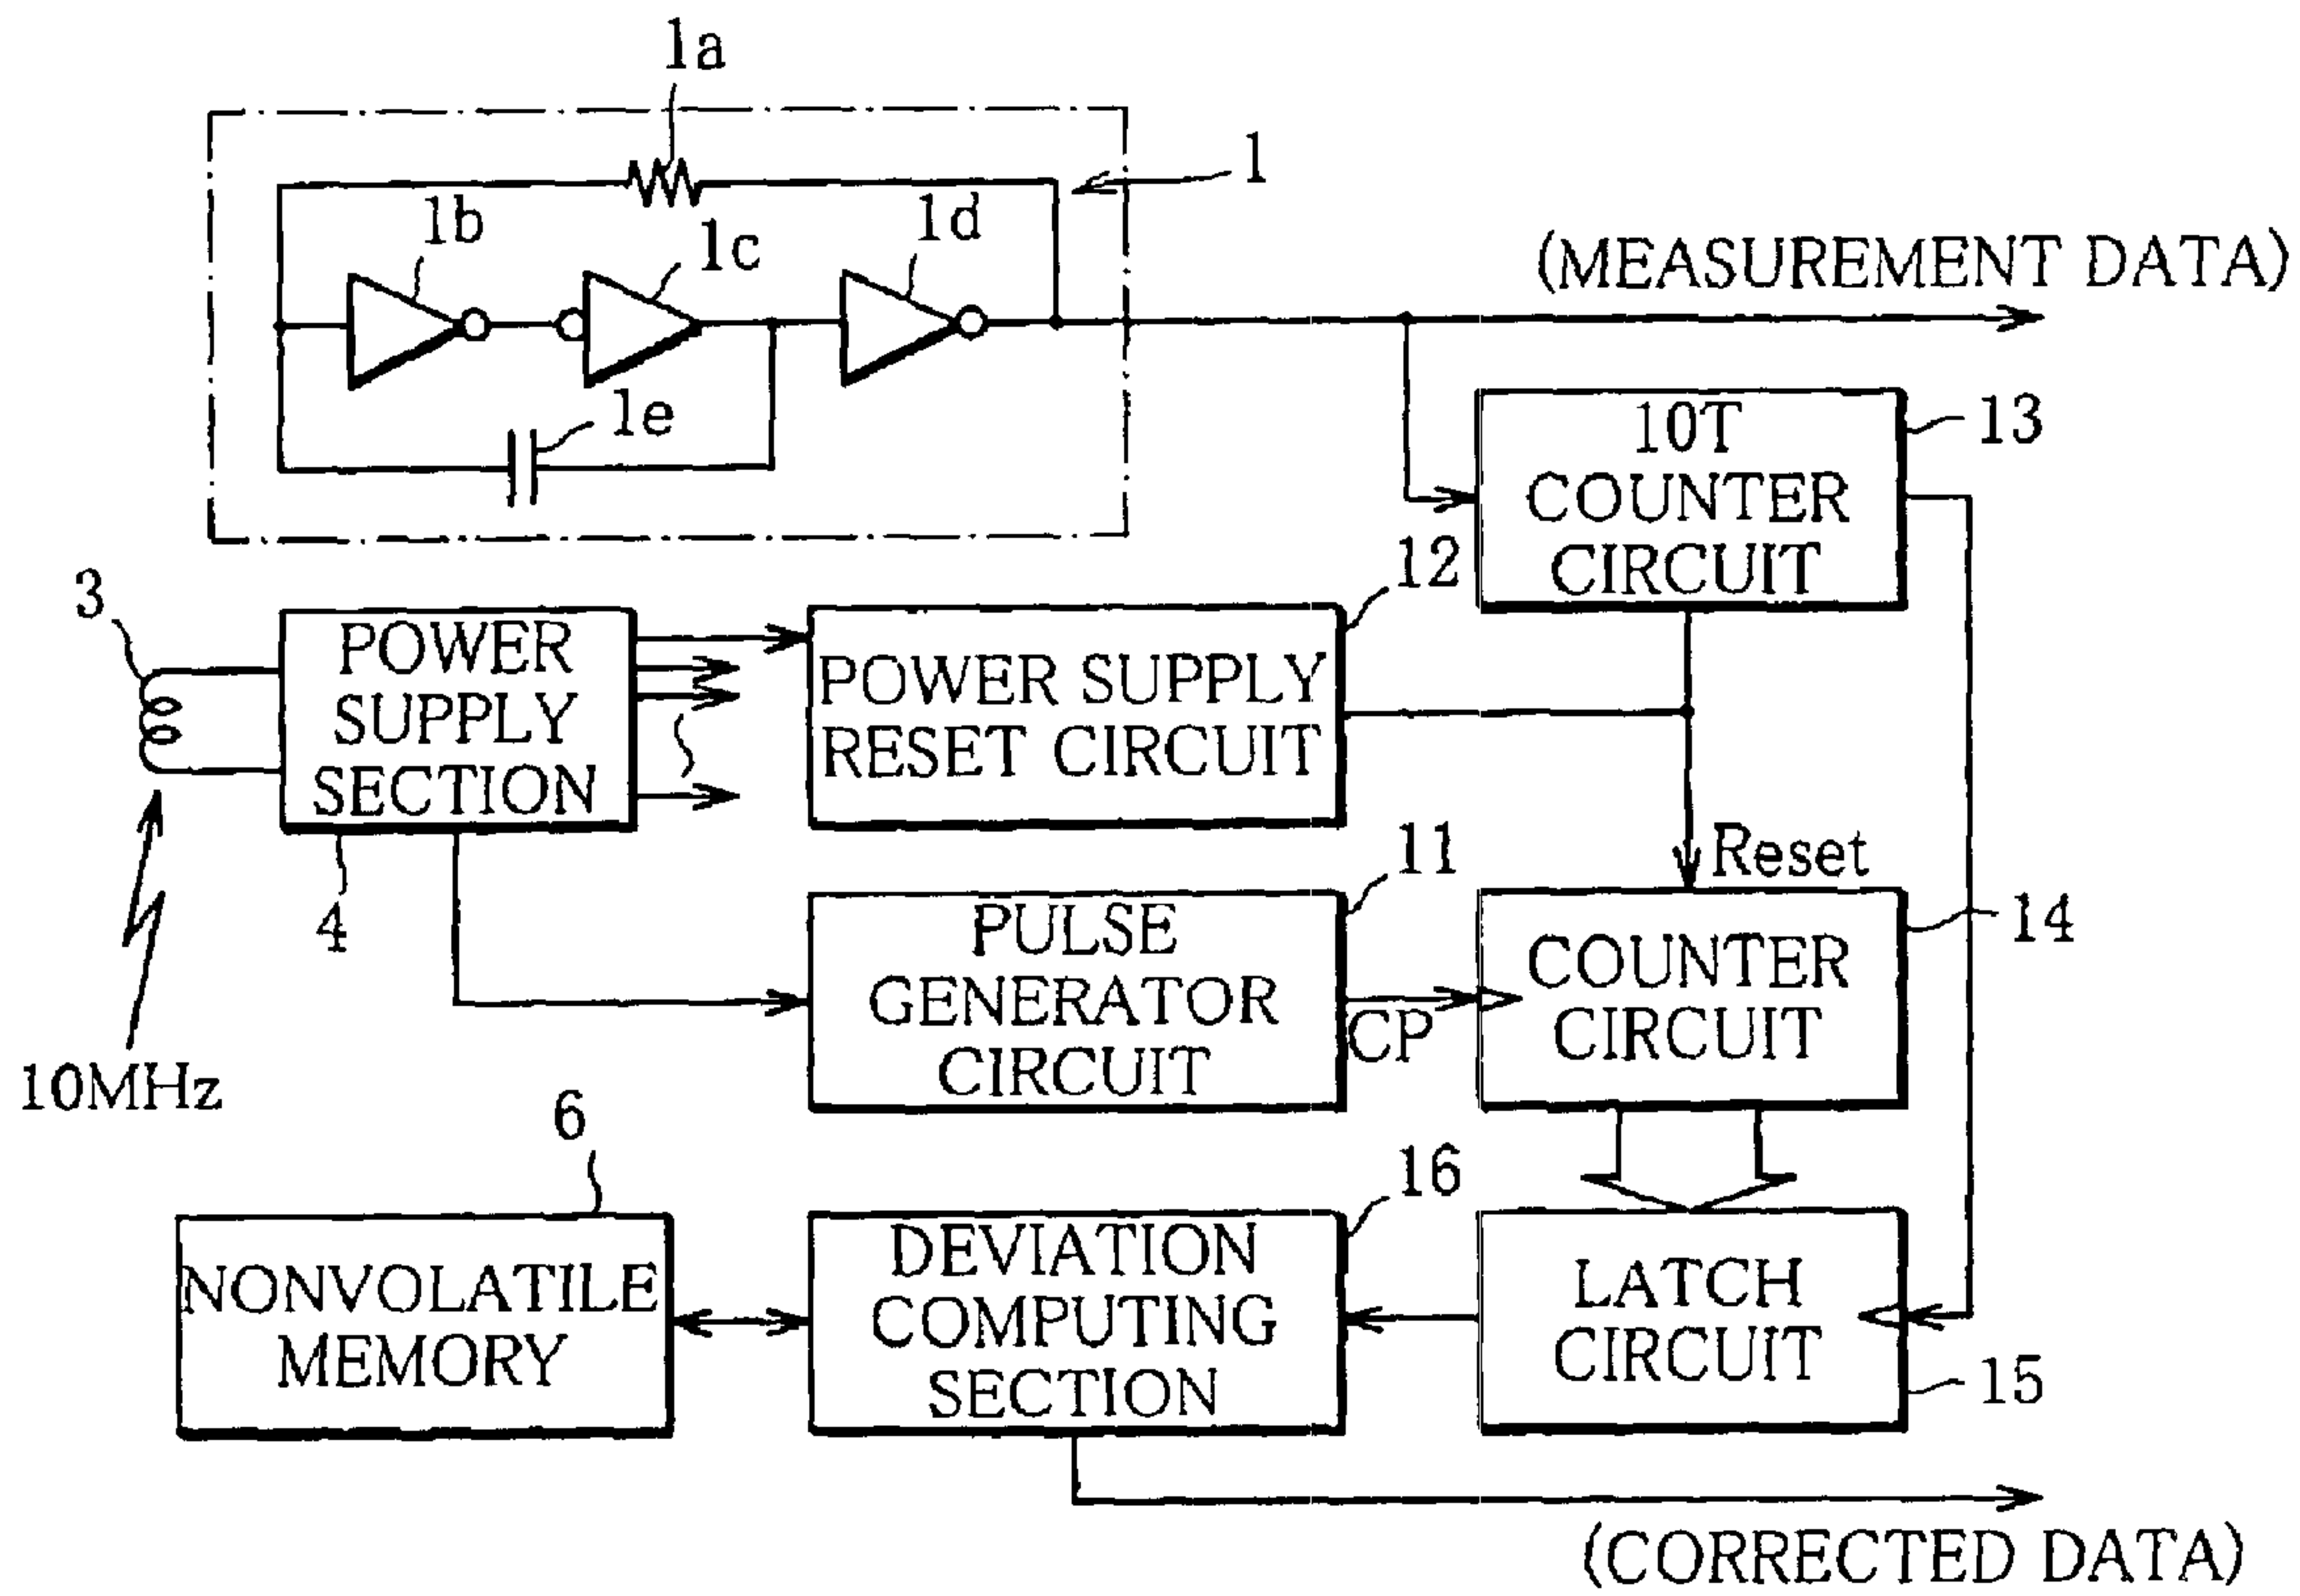 1a
1
1b
1c
1d
(MEASUREMENT DATA)
1e
10T
COUNTER
CIRCUIT
13
12
3
POWER
SUPPLY
SECTION
POWER SUPPLY
RESET CIRCUIT
4
Reset
11
PULSE
GENERATOR
CIRCUIT
CP
COUNTER
CIRCUIT
14
10MHz
6
16
NONVOLATILE
MEMORY
DEVIATION
COMPUTING
SECTION
LATCH
CIRCUIT
15
(CORRECTED DATA)